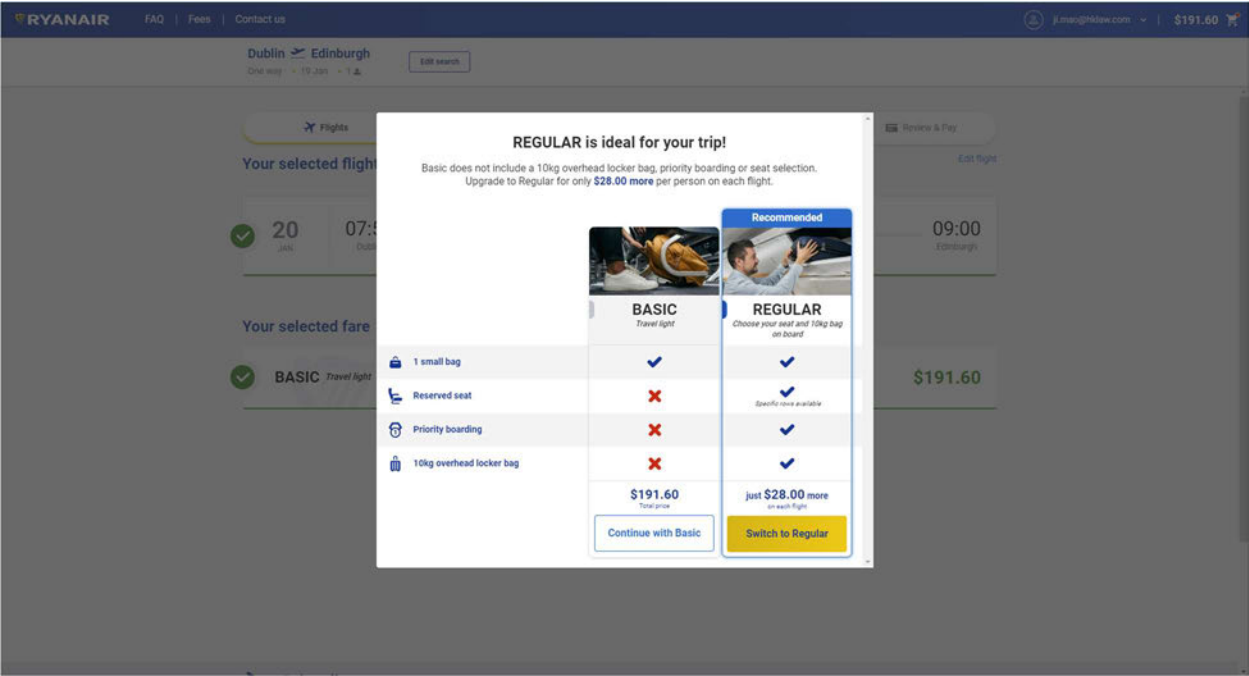 RYANAIR FAQ | Fees | Contact us ji.mao@hklaw.com | $191.60
Dublin Edinburgh
One way • 19 Jan • 1
Edit search
Flights
Review & Pay
Your selected flight
Edit flight
20
JAN
07:5
Dubli
09:00
Edinburgh
Your selected fare
BASIC Travel light
$191.60
REGULAR is ideal for your trip!
Basic does not include a 10kg overhead locker bag, priority boarding or seat selection.
Upgrade to Regular for only $28.00 more per person on each flight.
Recommended
BASIC
Travel light
REGULAR
Choose your seat and 10kg bag
on board
1 small bag
Reserved seat
Specific rows available
Priority boarding
10kg overhead locker bag
$191.60
Total price
just $28.00 more
on each flight
Continue with Basic
Switch to Regular